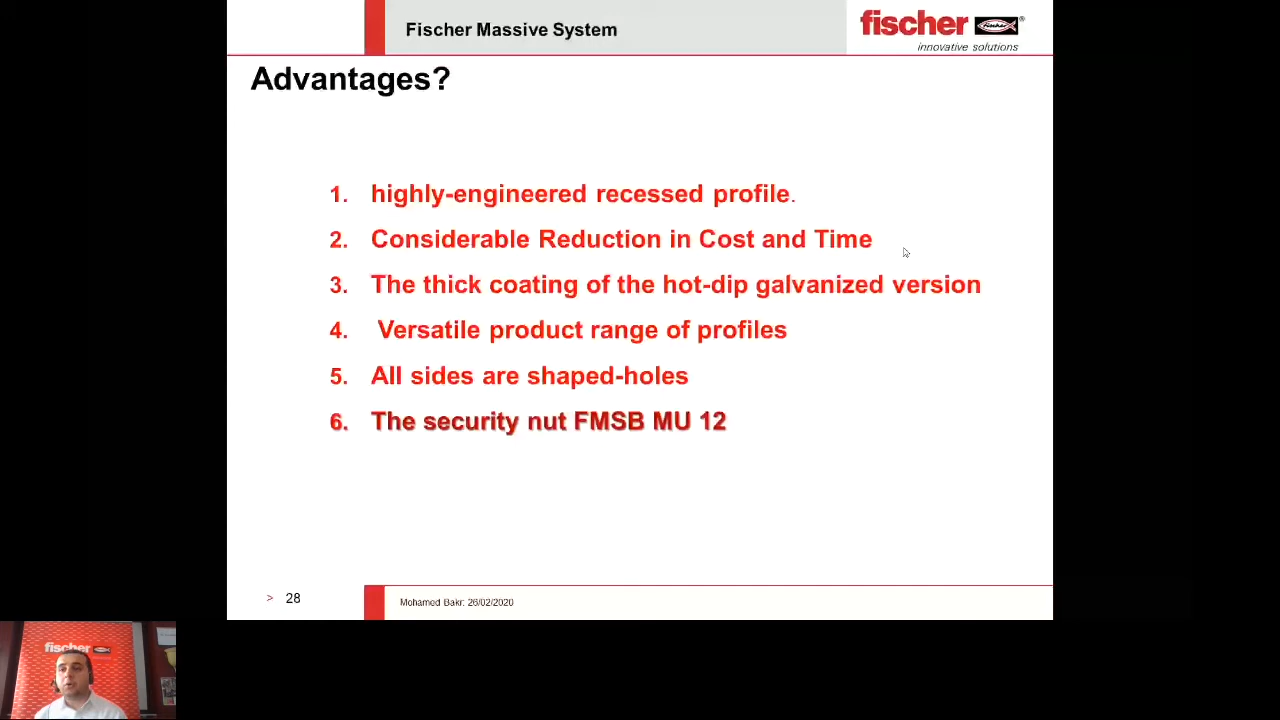 Fischer Massive System
fischer
innovative solutions
Advantages?
1. highly-engineered recessed profile.
2. Considerable Reduction in Cost and Time
3. The thick coating of the hot-dip galvanized version
4. Versatile product range of profiles
5. All sides are shaped-holes
6. The security nut FMSB MU 12
> 28
Mohamed Bakr: 26/02/2020
fischer